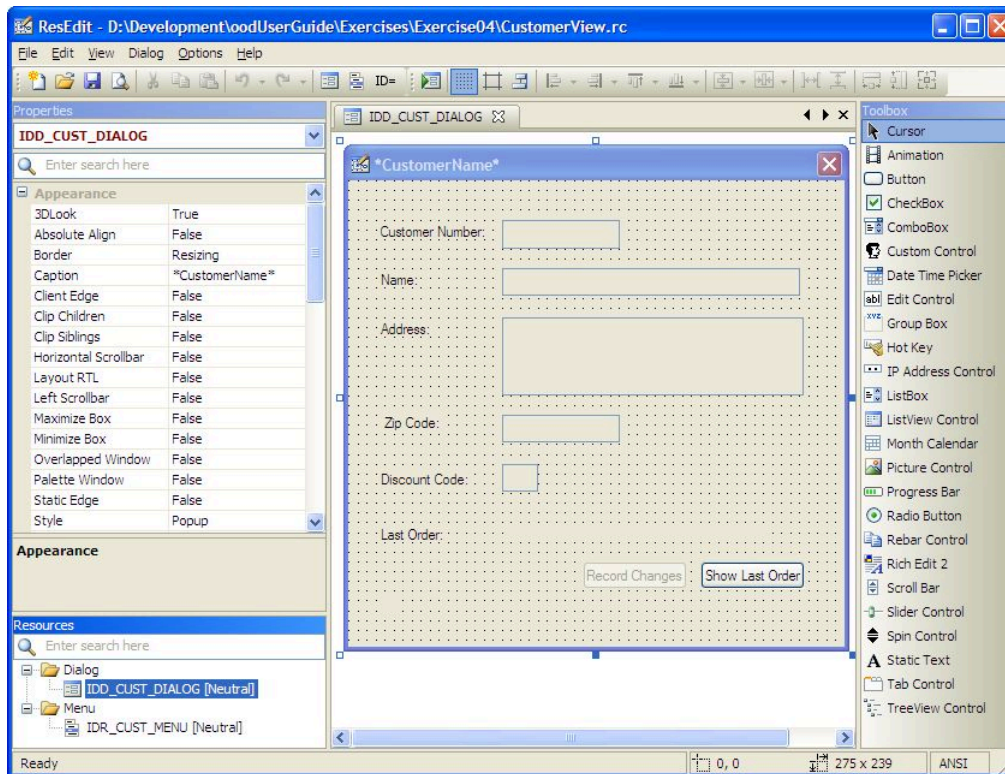 ResEdit - D:\Development\oodUserGuide\Exercises\Exercise04\CustomerView.rc
File Edit View Dialog Options Help
ID=
Properties
IDD_CUST_DIALOG
Enter search here
Appearance
3DLook True
Absolute Align False
Border Resizing
Caption *CustomerName*
Client Edge False
Clip Children False
Clip Siblings False
Horizontal Scrollbar False
Layout RTL False
Left Scrollbar False
Maximize Box False
Minimize Box False
Overlapped Window False
Palette Window False
Static Edge False
Style Popup
Appearance
Resources
Enter search here
Dialog
IDD_CUST_DIALOG [Neutral]
Menu
IDR_CUST_MENU [Neutral]
IDD_CUST_DIALOG
*CustomerName*
Customer Number:
Name:
Address:
Zip Code:
Discount Code:
Last Order:
Record Changes Show Last Order
Toolbox
Cursor
Animation
Button
CheckBox
ComboBox
Custom Control
Date Time Picker
abl Edit Control
XYZ Group Box
Hot Key
IP Address Control
ListBox
ListView Control
Month Calendar
Picture Control
Progress Bar
Radio Button
Rebar Control
Rich Edit 2
Scroll Bar
Slider Control
Spin Control
A Static Text
Tab Control
TreeView Control
Ready 0, 0 275 x 239 ANSI